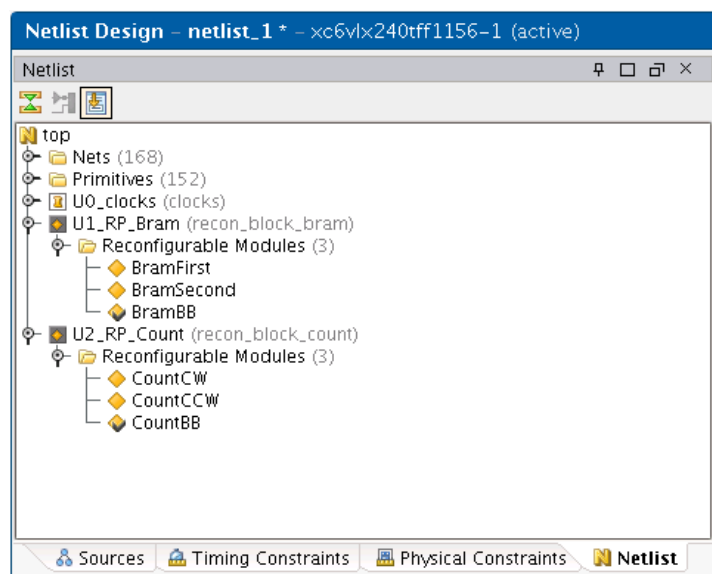 Netlist Design – netlist_1 * – xc6vlx240tff1156-1 (active)
Netlist
top
Nets (168)
Primitives (152)
U0_clocks (clocks)
U1_RP_Bram (recon_block_bram)
Reconfigurable Modules (3)
BramFirst
BramSecond
BramBB
U2_RP_Count (recon_block_count)
Reconfigurable Modules (3)
CountCW
CountCCW
CountBB
Sources Timing Constraints Physical Constraints Netlist